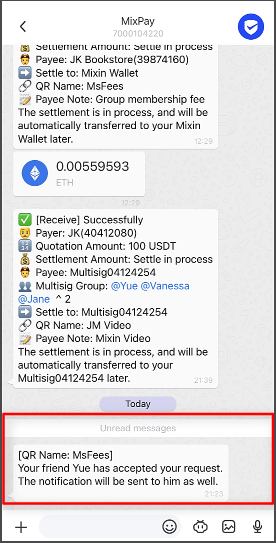 MixPay
7000104220
Settlement Amount: Settle in process
Payee: JK Bookstore(39874160)
Settle to: Mixin Wallet
QR Name: MsFees
Payee Note: Group membership fee
The settlement is in process, and will be
automatically transferred to your Mixin
Wallet later.
12:29
0.00559593
ETH
12:29
[Receive] Successfully
Payer: JK(40412080)
Quotation Amount: 100 USDT
Settlement Amount: Settle in process
Payee: Multisig04124254
Multisig Group: @Yue @Vanessa
@Jane ^ 2
Settle to: Multisig04124254
QR Name: JM Video
Payee Note: Mixin Video
The settlement is in process, and will be
automatically transferred to your
Multisig04124254 later.
21:39
Today
Unread messages
[QR Name: MsFees]
Your friend Yue has accepted your request.
The notification will be sent to him as well.
21:23